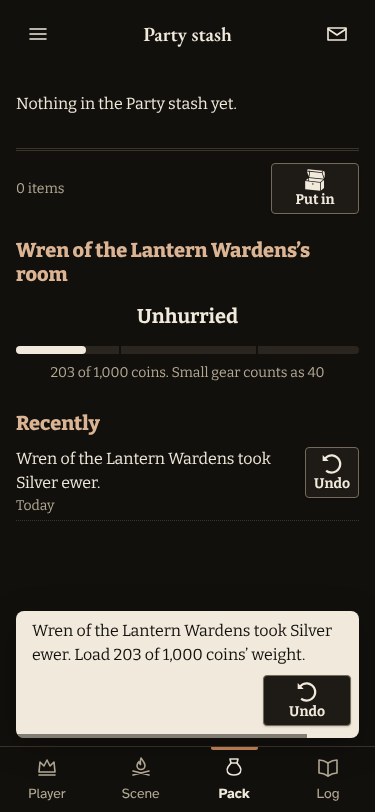 Party stash
Nothing in the Party stash yet.
0 items
Put in
Wren of the Lantern Wardens’s
room
Unhurried
203 of 1,000 coins. Small gear counts as 40
Recently
Wren of the Lantern Wardens took
Silver ewer.
Today
Undo
Wren of the Lantern Wardens took Silver
ewer. Load 203 of 1,000 coins’ weight.
Undo
Player
Scene
Pack
Log